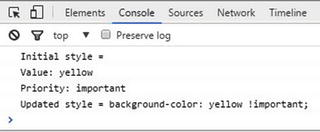 Elements Console Sources Network Timeline
top Preserve log
Initial style =
Value: yellow
Priority: important
Updated style = background-color: yellow !important;